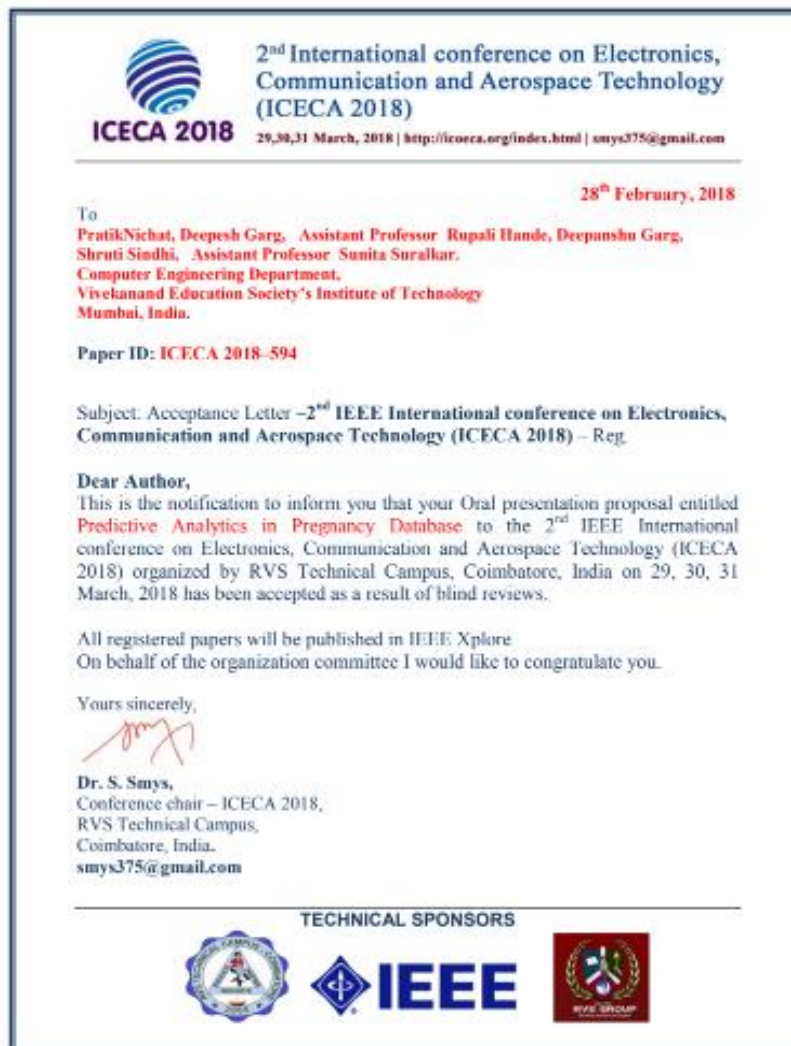 2nd International conference on Electronics,
Communication and Aerospace Technology
(ICECA 2018)
ICECA 2018
29,30,31 March, 2018 | http://icoeca.org/index.html | smys375@gmail.com
28th February, 2018
To
PratikNichat, Deepesh Garg, Assistant Professor Rupali Hande, Deepanshu Garg,
Shruti Sindhi, Assistant Professor Sunita Suralkar.
Computer Engineering Department,
Vivekanand Education Society's Institute of Technology
Mumbai, India.
Paper ID: ICECA 2018–594
Subject: Acceptance Letter –2nd IEEE International conference on Electronics,
Communication and Aerospace Technology (ICECA 2018) – Reg
Dear Author,
This is the notification to inform you that your Oral presentation proposal entitled
Predictive Analytics in Pregnancy Database to the 2nd IEEE International
conference on Electronics, Communication and Aerospace Technology (ICECA
2018) organized by RVS Technical Campus, Coimbatore, India on 29, 30, 31
March, 2018 has been accepted as a result of blind reviews.
All registered papers will be published in IEEE Xplore
On behalf of the organization committee I would like to congratulate you.
Yours sincerely,
Dr. S. Smys,
Conference chair – ICECA 2018,
RVS Technical Campus,
Coimbatore, India.
smys375@gmail.com
TECHNICAL SPONSORS
IEEE
RVS GROUP